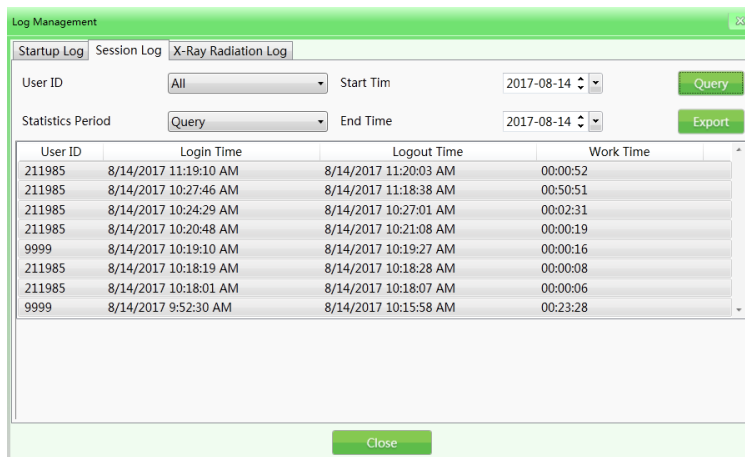 Log Management
Startup Log Session Log X-Ray Radiation Log
User ID All Start Tim 2017-08-14 Query
Statistics Period Query End Time 2017-08-14 Export
User ID Login Time Logout Time Work Time
211985 8/14/2017 11:19:10 AM 8/14/2017 11:20:03 AM 00:00:52
211985 8/14/2017 10:27:46 AM 8/14/2017 11:18:38 AM 00:50:51
211985 8/14/2017 10:24:29 AM 8/14/2017 10:27:01 AM 00:02:31
211985 8/14/2017 10:20:48 AM 8/14/2017 10:21:08 AM 00:00:19
9999 8/14/2017 10:19:10 AM 8/14/2017 10:19:27 AM 00:00:16
211985 8/14/2017 10:18:19 AM 8/14/2017 10:18:28 AM 00:00:08
211985 8/14/2017 10:18:01 AM 8/14/2017 10:18:07 AM 00:00:06
9999 8/14/2017 9:52:30 AM 8/14/2017 10:15:58 AM 00:23:28
Close